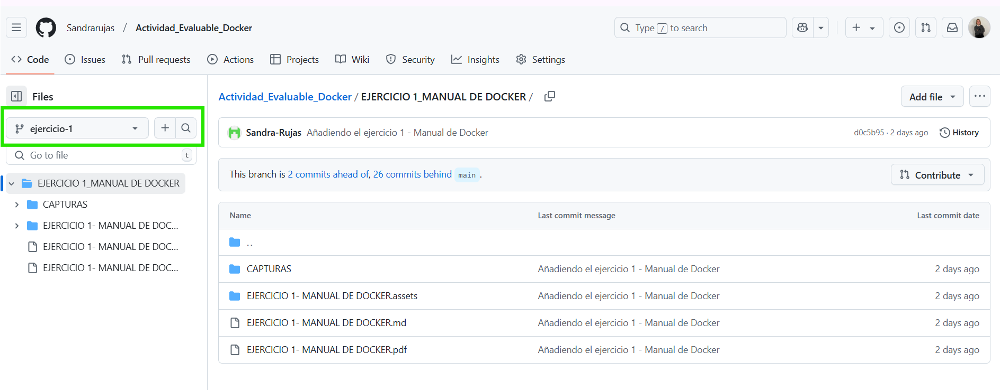 Sandrarujas / Actividad_Evaluable_Docker
Type / to search
Code Issues Pull requests Actions Projects Wiki Security Insights Settings
Files
ejercicio-1
Go to file t
EJERCICIO 1_MANUAL DE DOCKER
CAPTURAS
EJERCICIO 1- MANUAL DE DOC...
EJERCICIO 1- MANUAL DE DOC...
EJERCICIO 1- MANUAL DE DOC...
Actividad_Evaluable_Docker / EJERCICIO 1_MANUAL DE DOCKER /
Add file ...
Sandra-Rujas Añadiendo el ejercicio 1 - Manual de Docker d0c5b95 · 2 days ago History
This branch is 2 commits ahead of, 26 commits behind main.
Contribute
Name Last commit message Last commit date
..
CAPTURAS Añadiendo el ejercicio 1 - Manual de Docker 2 days ago
EJERCICIO 1- MANUAL DE DOCKER.assets Añadiendo el ejercicio 1 - Manual de Docker 2 days ago
EJERCICIO 1- MANUAL DE DOCKER.md Añadiendo el ejercicio 1 - Manual de Docker 2 days ago
EJERCICIO 1- MANUAL DE DOCKER.pdf Añadiendo el ejercicio 1 - Manual de Docker 2 days ago